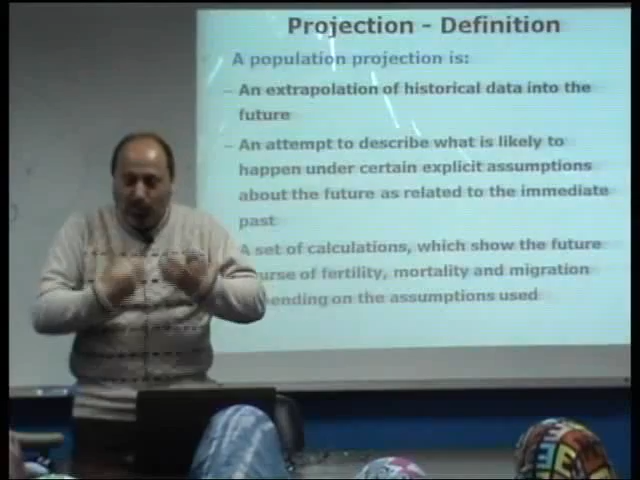 Projection - Definition
A population projection is:
– An extrapolation of historical data into the
future
– An attempt to describe what is likely to
happen under certain explicit assumptions
about the future as related to the immediate
past
A set of calculations, which show the future
urse of fertility, mortality and migration
pending on the assumptions used